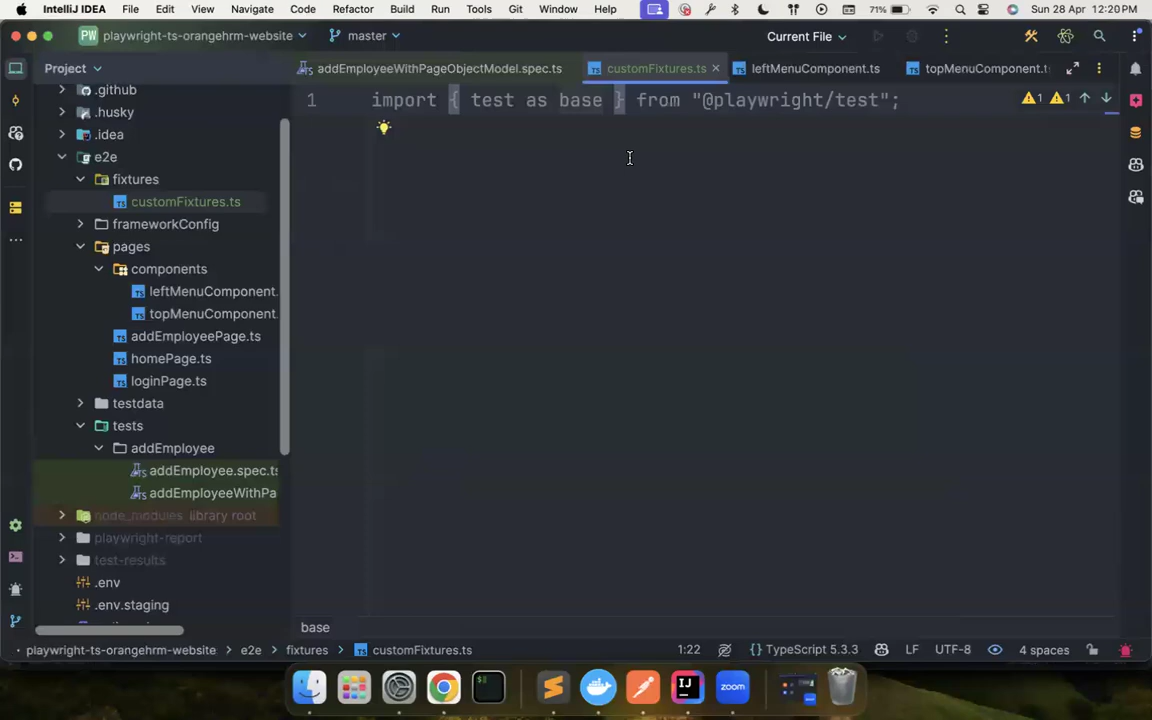 IntelliJ IDEA File Edit View Navigate Code Refactor Build Run Tools Git Window Help 71% Sun 28 Apr 12:20 PM
PW playwright-ts-orangehrm-website master Current File
Project
addEmployeeWithPageObjectModel.spec.ts customFixtures.ts leftMenuComponent.ts topMenuComponent.t
.github
.husky
.idea
e2e
fixtures
customFixtures.ts
frameworkConfig
pages
components
leftMenuComponent.
topMenuComponent.
addEmployeePage.ts
homePage.ts
loginPage.ts
testdata
tests
addEmployee
addEmployee.spec.ts
addEmployeeWithPa
node_modules library root
playwright-report
test-results
.env
.env.staging
1 import { test as base } from "@playwright/test";
1 1
base
playwright-ts-orangehrm-website e2e fixtures customFixtures.ts 1:22 TypeScript 5.3.3 LF UTF-8 4 spaces
zoom